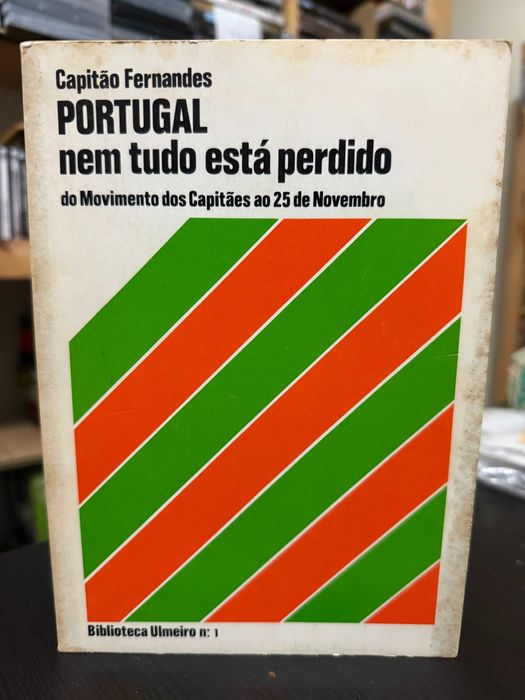 Capitão Fernandes
PORTUGAL
nem tudo está perdido
do Movimento dos Capitães ao 25 de Novembro
Biblioteca Ulmeiro n: 1